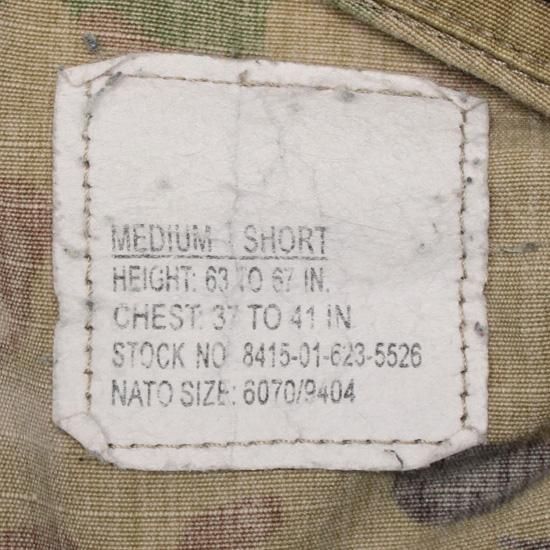 MEDIUM SHORT
HEIGHT: 63 TO 67 IN.
CHEST: 37 TO 41 IN
STOCK NO 8415-01-623-5526
NATO SIZE: 6070/9404